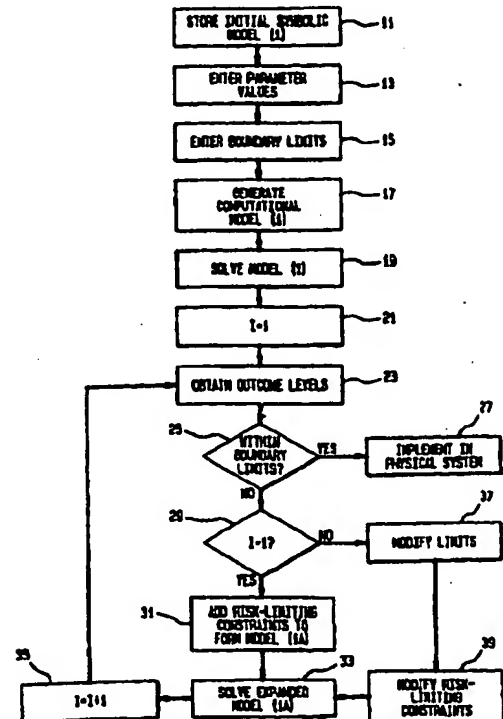 STORE INITIAL SYMBOLIC
MODEL (1)
11
ENTER PARAMETER
VALUES
13
ENTER BOUNDARY LIMITS
15
GENERATE
COMPUTATIONAL
MODEL (1)
17
SOLVE MODEL (1)
19
I=1
21
OBTAIN OUTCOME LEVELS
23
25
WITHIN
BOUNDARY
LIMITS?
YES
27
IMPLEMENT IN
PHYSICAL SYSTEM
NO
29
I=1?
NO
37
MODIFY LIMITS
YES
31
ADD RISK-LIMITING
CONSTRAINTS TO
FORM MODEL (1A)
35
I=I+1
33
SOLVE EXPANDED
MODEL (1A)
39
MODIFY RISK-
LIMITING
CONSTRAINTS